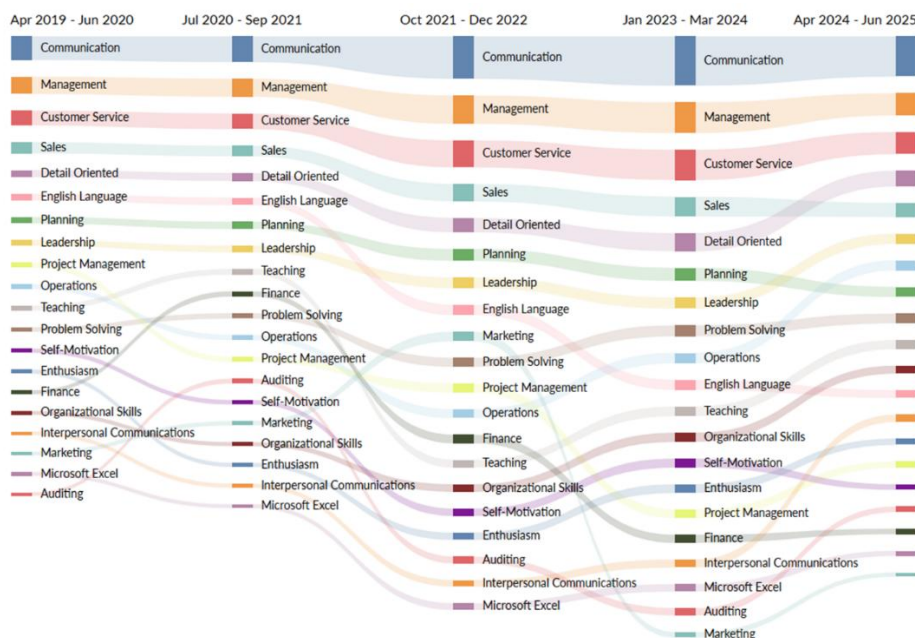 Apr 2019 - Jun 2020
Jul 2020 - Sep 2021
Oct 2021 - Dec 2022
Jan 2023 - Mar 2024
Apr 2024 - Jun 2025
Communication
Management
Customer Service
Sales
Detail Oriented
English Language
Planning
Leadership
Project Management
Operations
Teaching
Problem Solving
Self-Motivation
Enthusiasm
Finance
Organizational Skills
Interpersonal Communications
Marketing
Microsoft Excel
Auditing
Communication
Management
Customer Service
Sales
Detail Oriented
English Language
Planning
Leadership
Teaching
Finance
Problem Solving
Operations
Project Management
Auditing
Self-Motivation
Marketing
Organizational Skills
Enthusiasm
Interpersonal Communications
Microsoft Excel
Communication
Management
Customer Service
Sales
Detail Oriented
Planning
Leadership
English Language
Marketing
Problem Solving
Project Management
Operations
Finance
Teaching
Organizational Skills
Self-Motivation
Enthusiasm
Auditing
Interpersonal Communications
Microsoft Excel
Communication
Management
Customer Service
Sales
Detail Oriented
Planning
Leadership
Problem Solving
Operations
English Language
Teaching
Organizational Skills
Self-Motivation
Enthusiasm
Project Management
Finance
Interpersonal Communications
Microsoft Excel
Auditing
Marketing